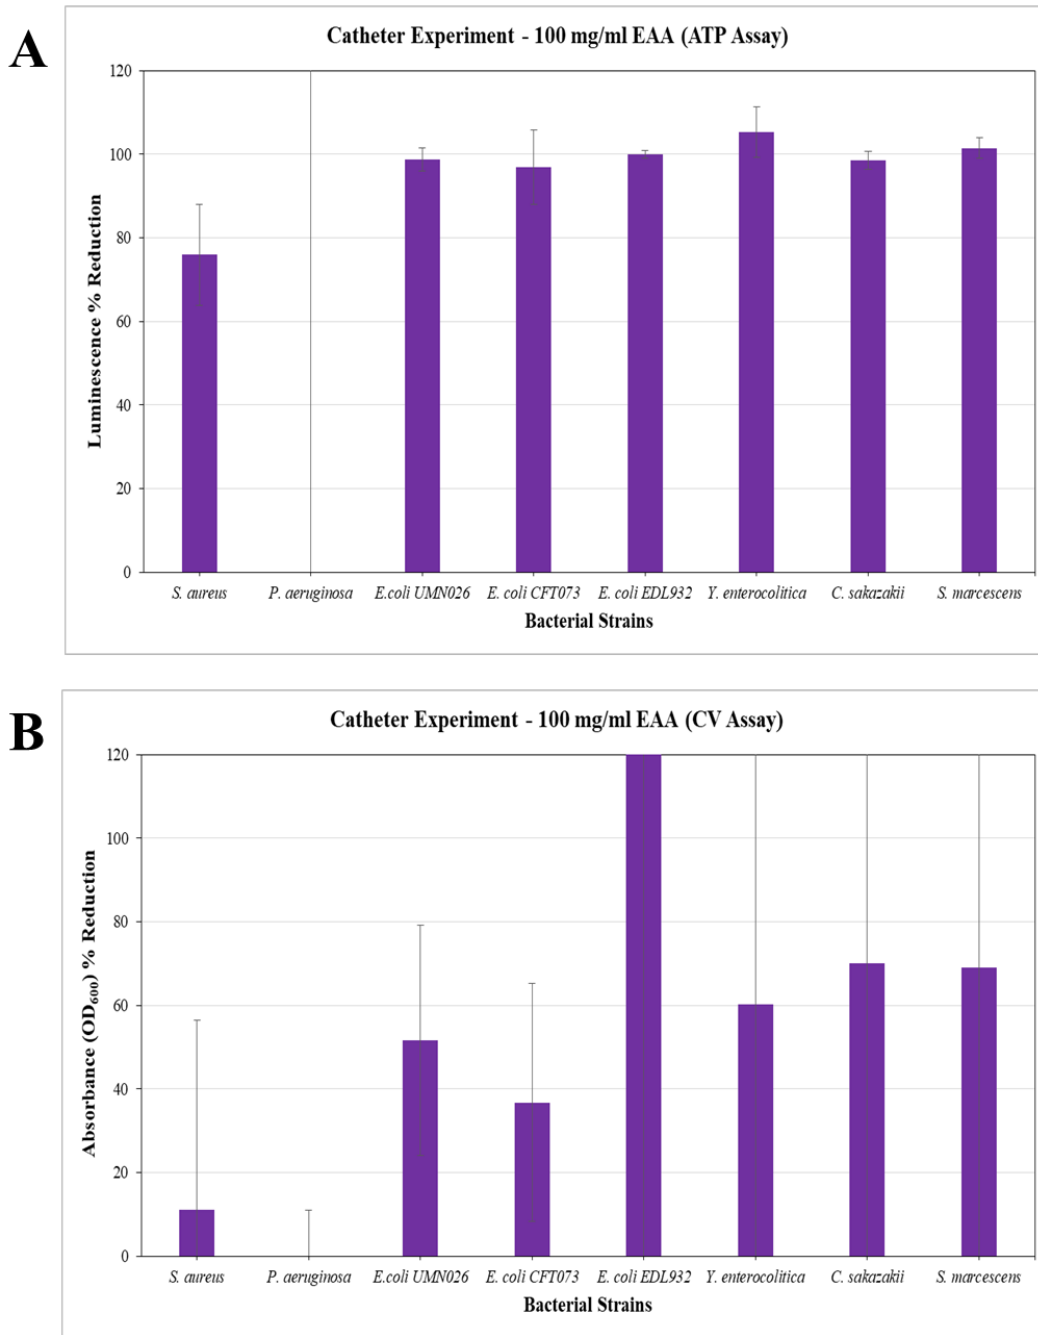 A
Catheter Experiment - 100 mg/ml EAA (ATP Assay)
120
100
80
60
40
20
0
Luminescence % Reduction
S. aureus P. aeruginosa E.coli UMN026 E. coli CFT073 E. coli EDL932 Y. enterocolitica C. sakazakii S. marcescens
Bacterial Strains
B
Catheter Experiment - 100 mg/ml EAA (CV Assay)
120
100
80
60
40
20
0
Absorbance (OD600) % Reduction
S. aureus P. aeruginosa E.coli UMN026 E. coli CFT073 E. coli EDL932 Y. enterocolitica C. sakazakii S. marcescens
Bacterial Strains